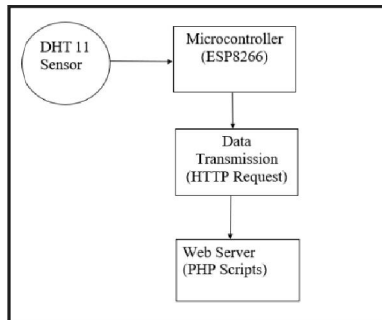 DHT 11
Sensor
Microcontroller
(ESP8266)
Data
Transmission
(HTTP Request)
Web Server
(PHP Scripts)